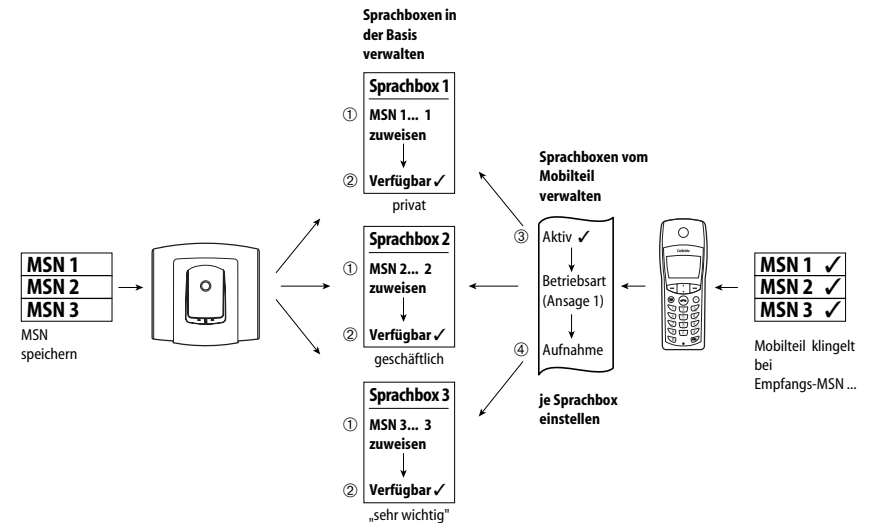 Sprachboxen in
der Basis
verwalten
Sprachbox 1
① MSN 1... 1
zuweisen
② Verfügbar ✓
privat
Sprachbox 2
① MSN 2... 2
zuweisen
② Verfügbar ✓
geschäftlich
Sprachbox 3
① MSN 3... 3
zuweisen
② Verfügbar ✓
„sehr wichtig"
MSN 1
MSN 2
MSN 3
MSN
speichern
Sprachboxen vom
Mobilteil
verwalten
③ Aktiv ✓
Betriebsart
(Ansage 1)
④ Aufnahme
je Sprachbox
einstellen
MSN 1 ✓
MSN 2 ✓
MSN 3 ✓
Mobilteil klingelt
bei
Empfangs-MSN ...